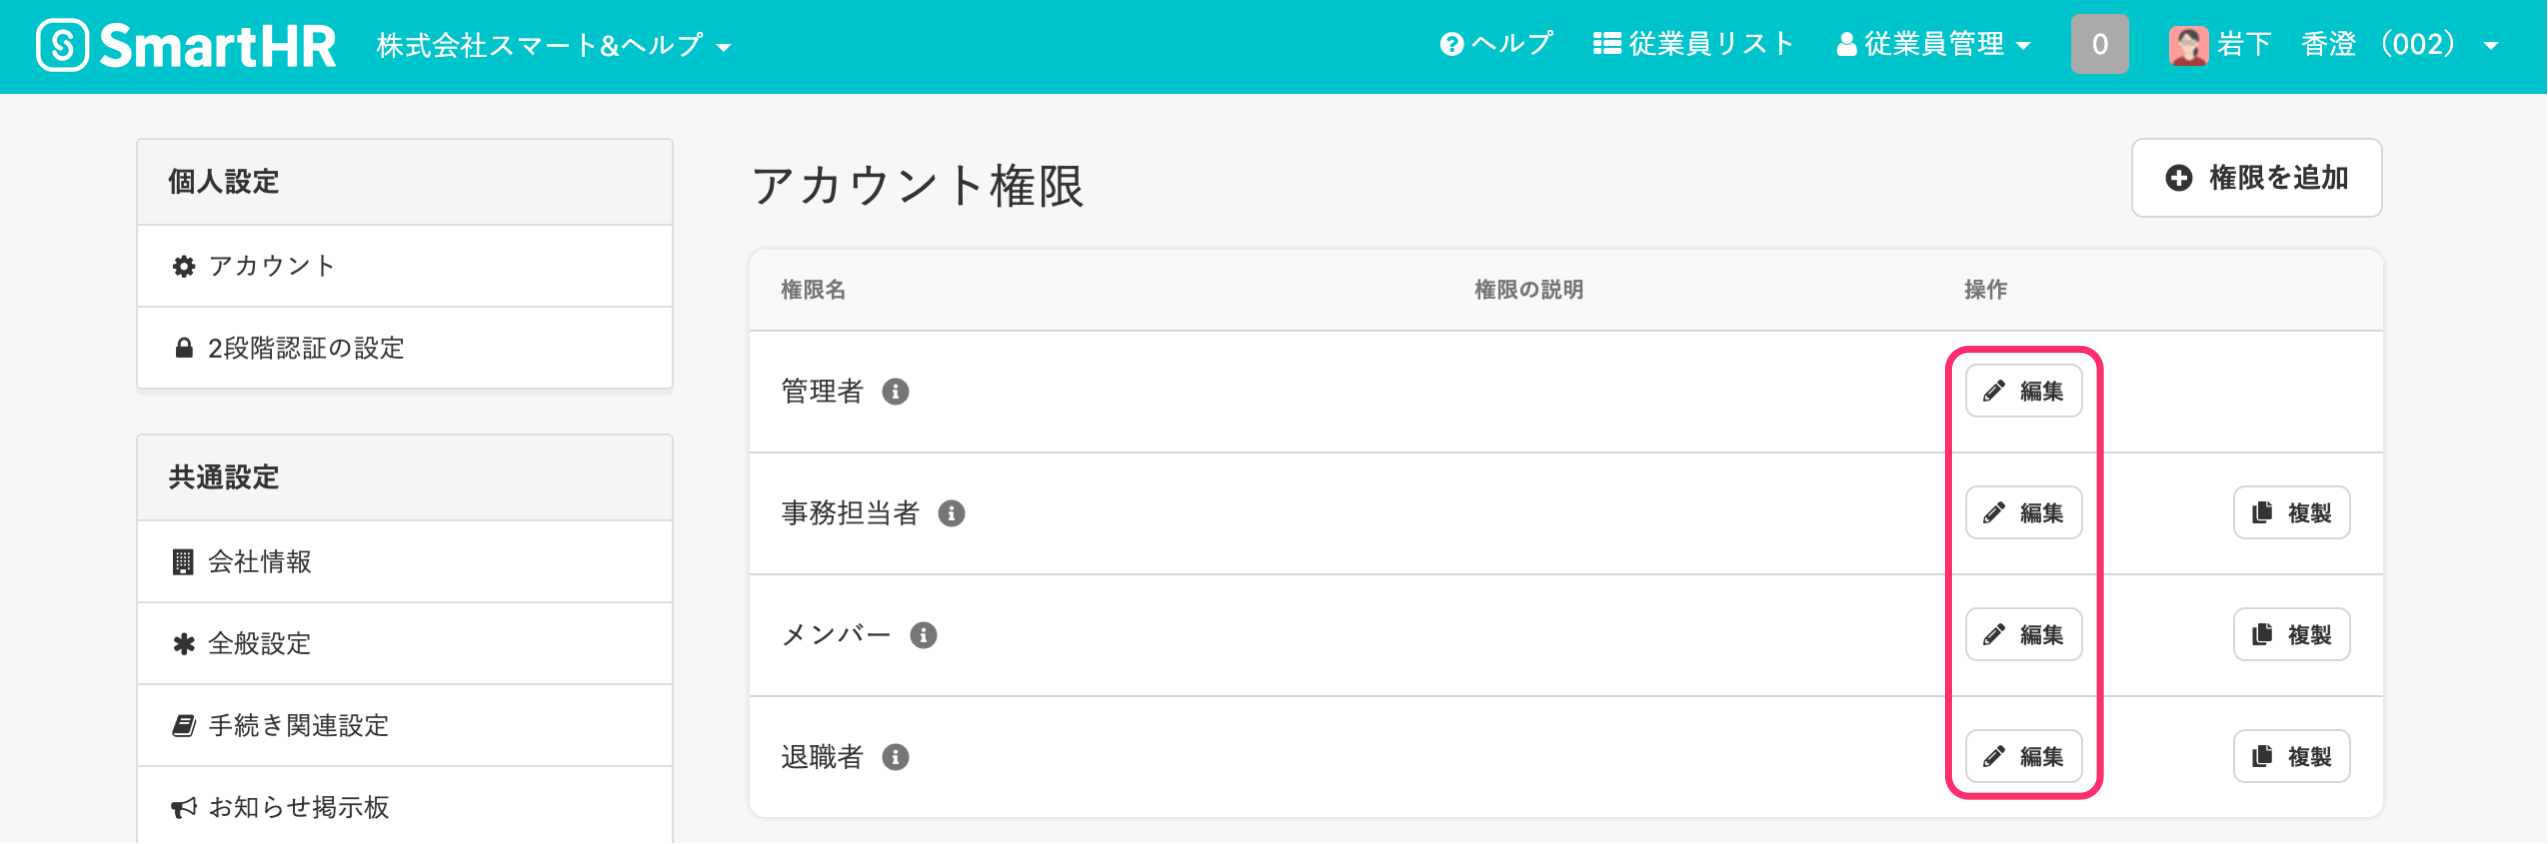 SmartHR 株式会社スマート&ヘルプ ヘルプ 従業員リスト 従業員管理 0 岩下 香澄 (002)
個人設定
アカウント
2段階認証の設定
共通設定
会社情報
全般設定
手続き関連設定
お知らせ掲示板
アカウント権限 権限を追加
権限名 権限の説明 操作
管理者 編集
事務担当者 編集 複製
メンバー 編集 複製
退職者 編集 複製